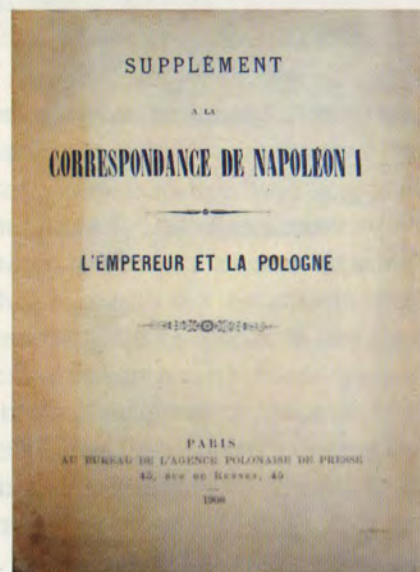 SUPPLÉMENT
A LA
CORRESPONDANCE DE NAPOLÉON I
L'EMPEREUR ET LA POLOGNE
PARIS
AU BUREAU DE L'AGENCE POLONAISE DE PRESSE
45, RUE DE RENNES, 45
1908